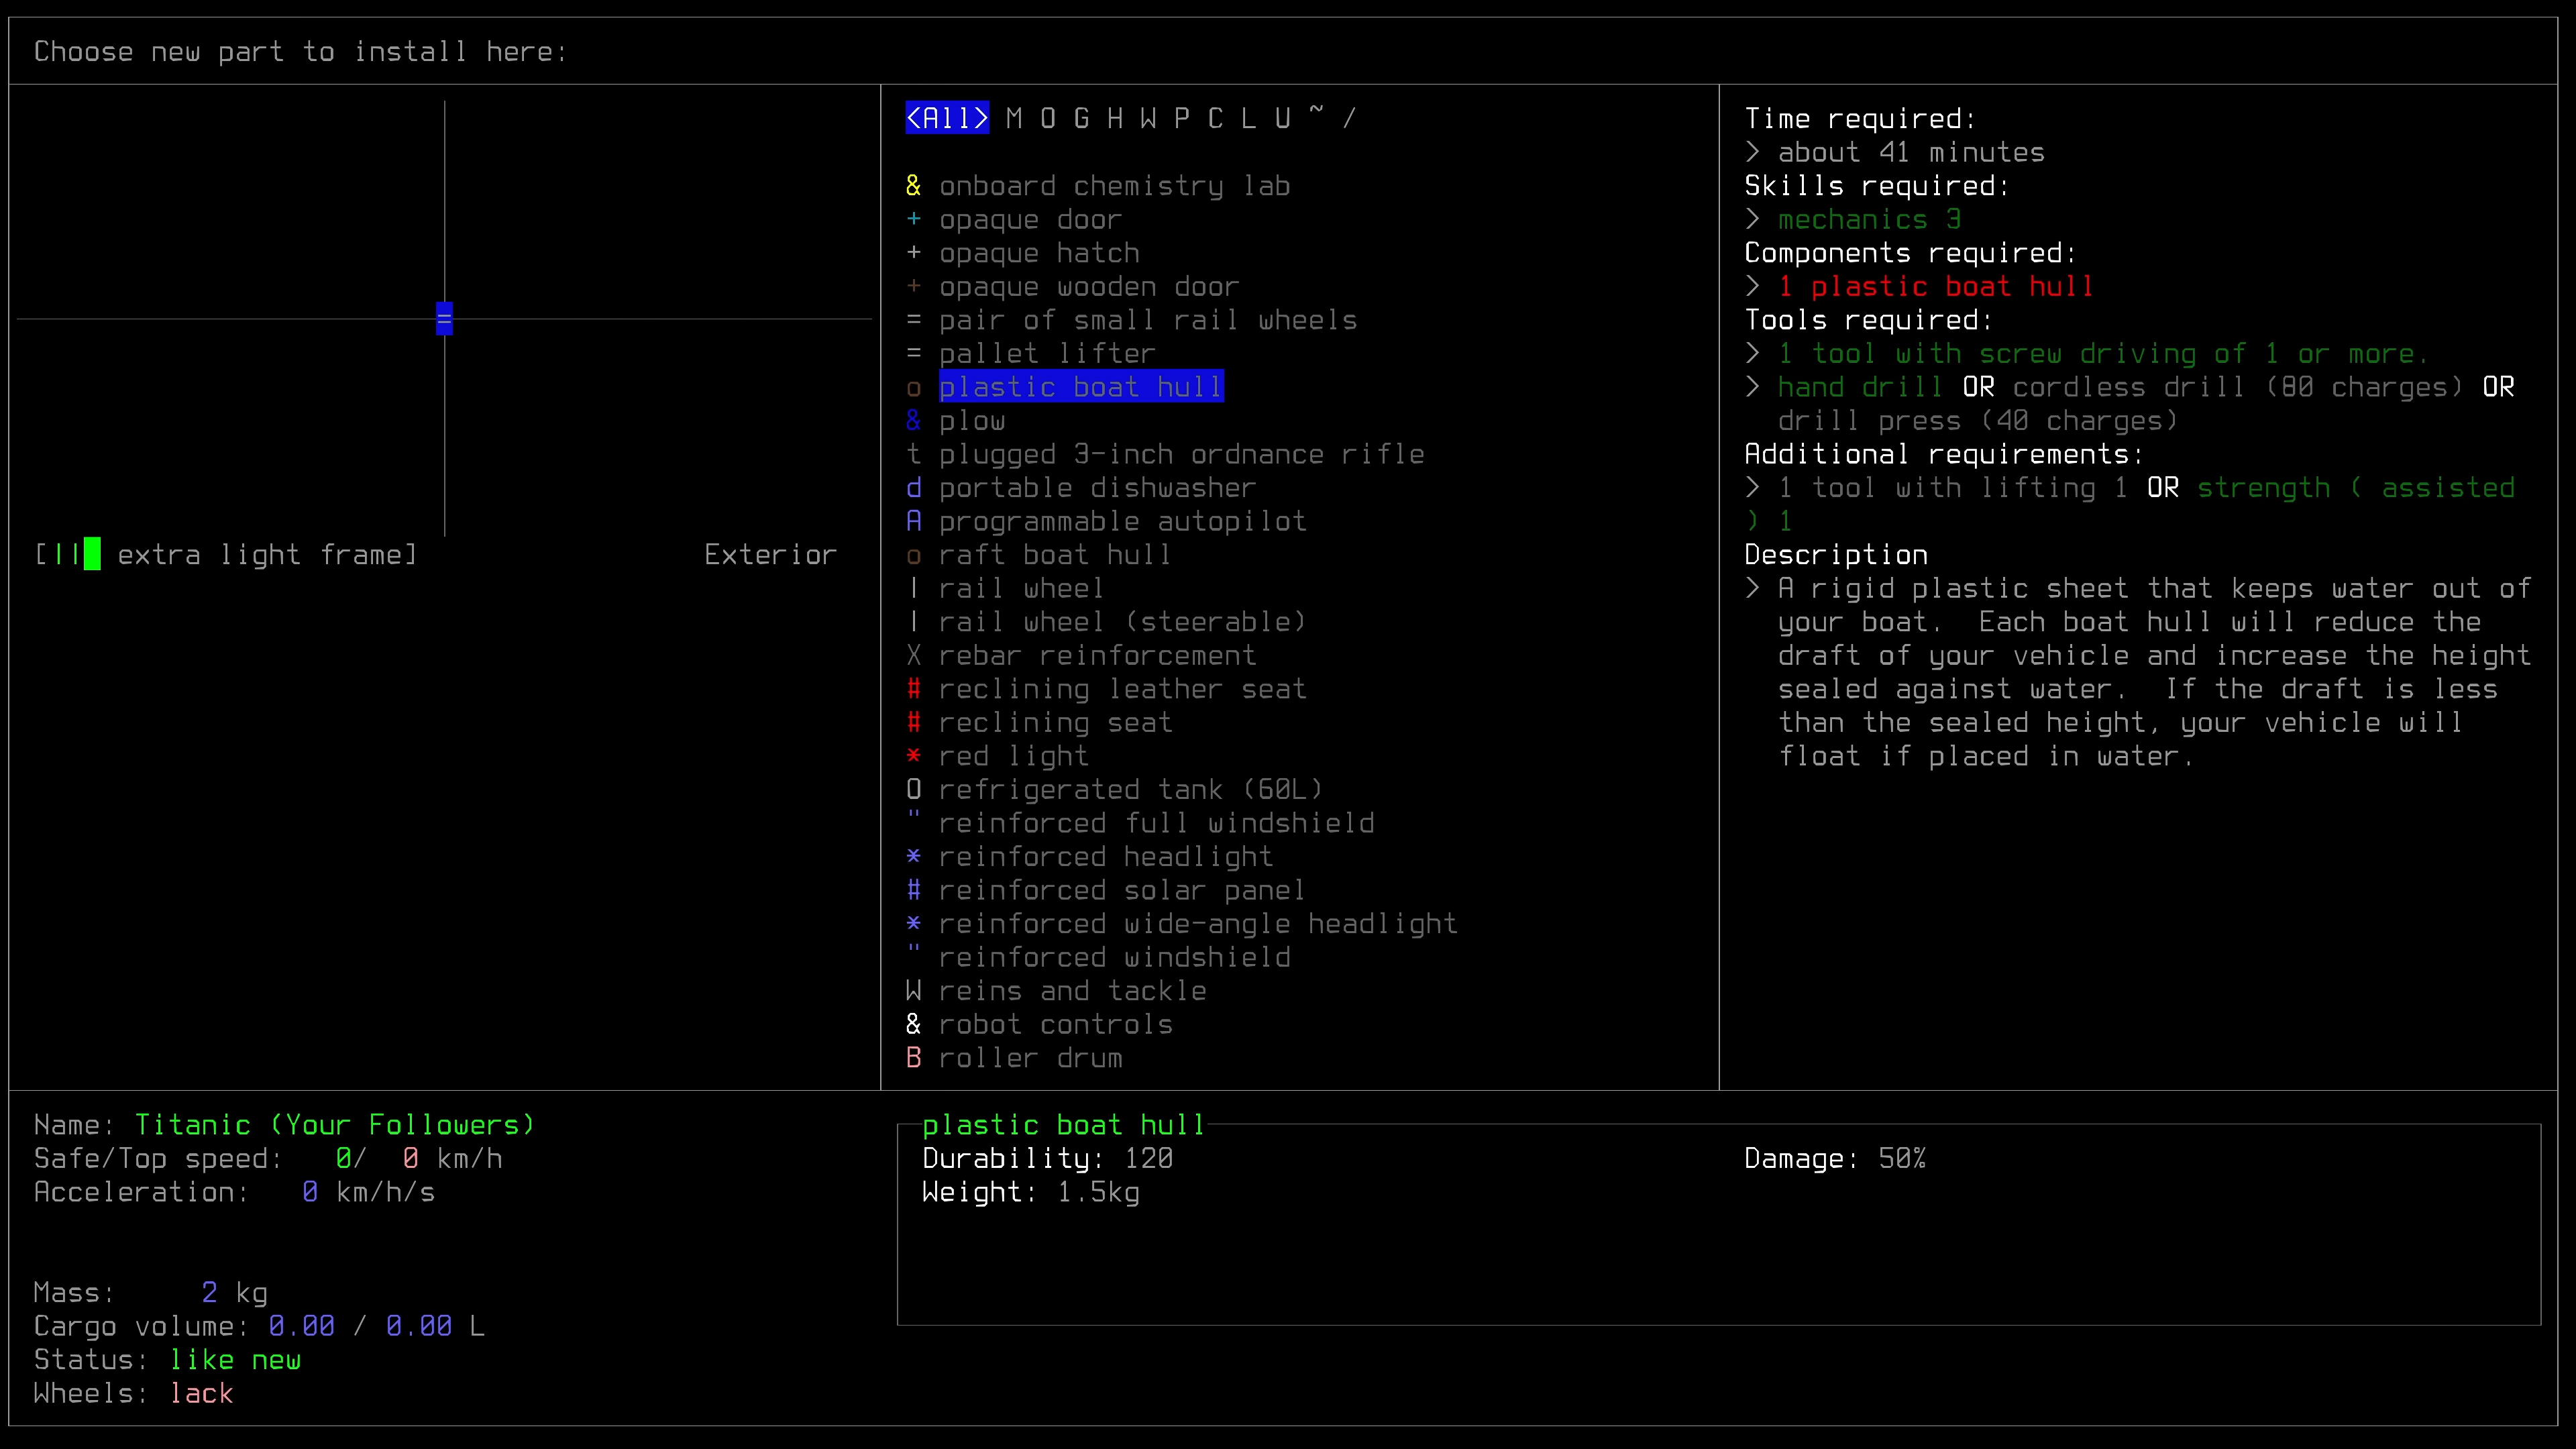 Choose new part to install here:
=
[||█ extra light frame] Exterior
<All> M O G H W P C L U ~ /
& onboard chemistry lab
+ opaque door
+ opaque hatch
+ opaque wooden door
= pair of small rail wheels
= pallet lifter
o plastic boat hull
& plow
t plugged 3-inch ordnance rifle
d portable dishwasher
A programmable autopilot
o raft boat hull
| rail wheel
| rail wheel (steerable)
X rebar reinforcement
# reclining leather seat
# reclining seat
* red light
O refrigerated tank (60L)
" reinforced full windshield
* reinforced headlight
# reinforced solar panel
* reinforced wide-angle headlight
" reinforced windshield
W reins and tackle
& robot controls
B roller drum
Time required:
> about 41 minutes
Skills required:
> mechanics 3
Components required:
> 1 plastic boat hull
Tools required:
> 1 tool with screw driving of 1 or more.
> hand drill OR cordless drill (80 charges) OR
drill press (40 charges)
Additional requirements:
> 1 tool with lifting 1 OR strength ( assisted
) 1
Description
> A rigid plastic sheet that keeps water out of
your boat.  Each boat hull will reduce the
draft of your vehicle and increase the height
sealed against water.  If the draft is less
than the sealed height, your vehicle will
float if placed in water.
Name: Titanic (Your Followers)
Safe/Top speed:   0/  0 km/h
Acceleration:   0 km/h/s
Mass:     2 kg
Cargo volume: 0.00 / 0.00 L
Status: like new
Wheels: lack
plastic boat hull
Durability: 120 Damage: 50%
Weight: 1.5kg